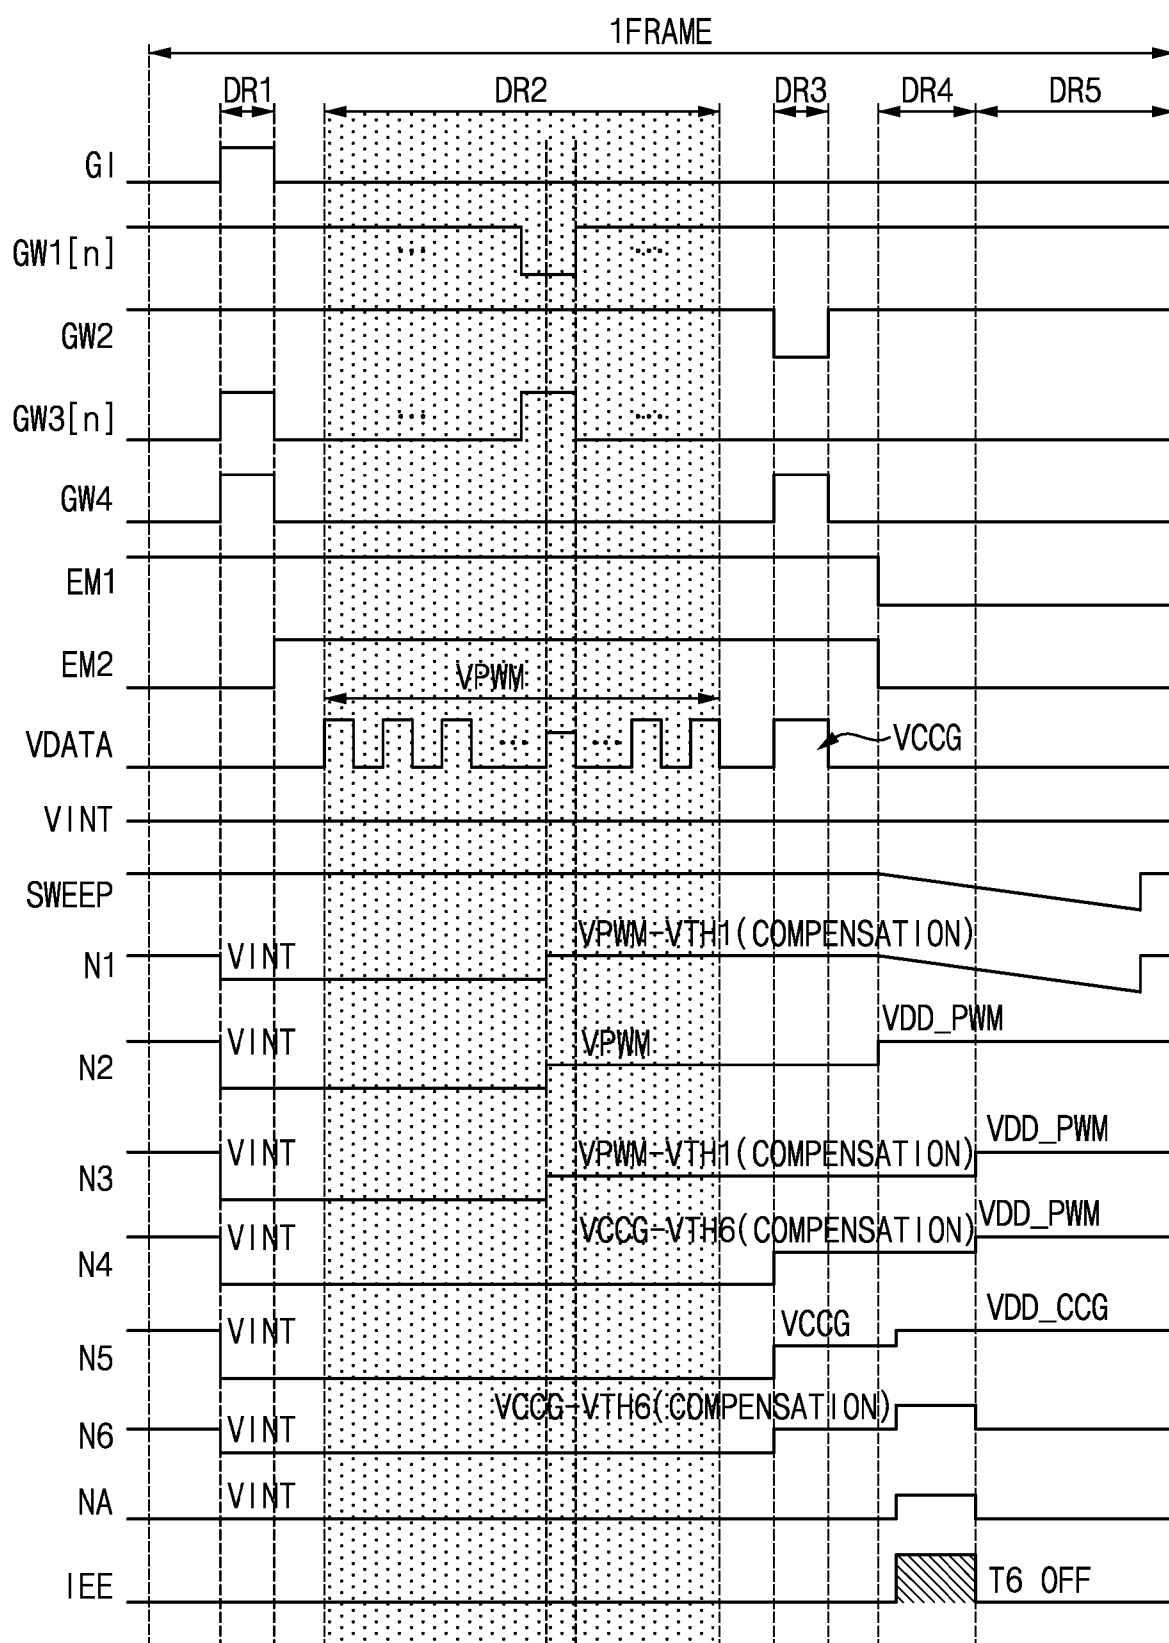 1FRAME
DR1 DR2 DR3 DR4 DR5
GI
GW1[n] ... ...
GW2
GW3[n] ... ...
GW4
EM1
EM2
VPWM
VDATA ... ... VCCG
VINT
SWEEP
N1 VINT VPWM-VTH1(COMPENSATION)
N2 VINT VPWM VDD_PWM
N3 VINT VPWM-VTH1(COMPENSATION) VDD_PWM
N4 VINT VCCG-VTH6(COMPENSATION) VDD_PWM
N5 VINT VCCG VDD_CCG
N6 VINT VCCG-VTH6(COMPENSATION)
NA VINT
IEE T6 OFF